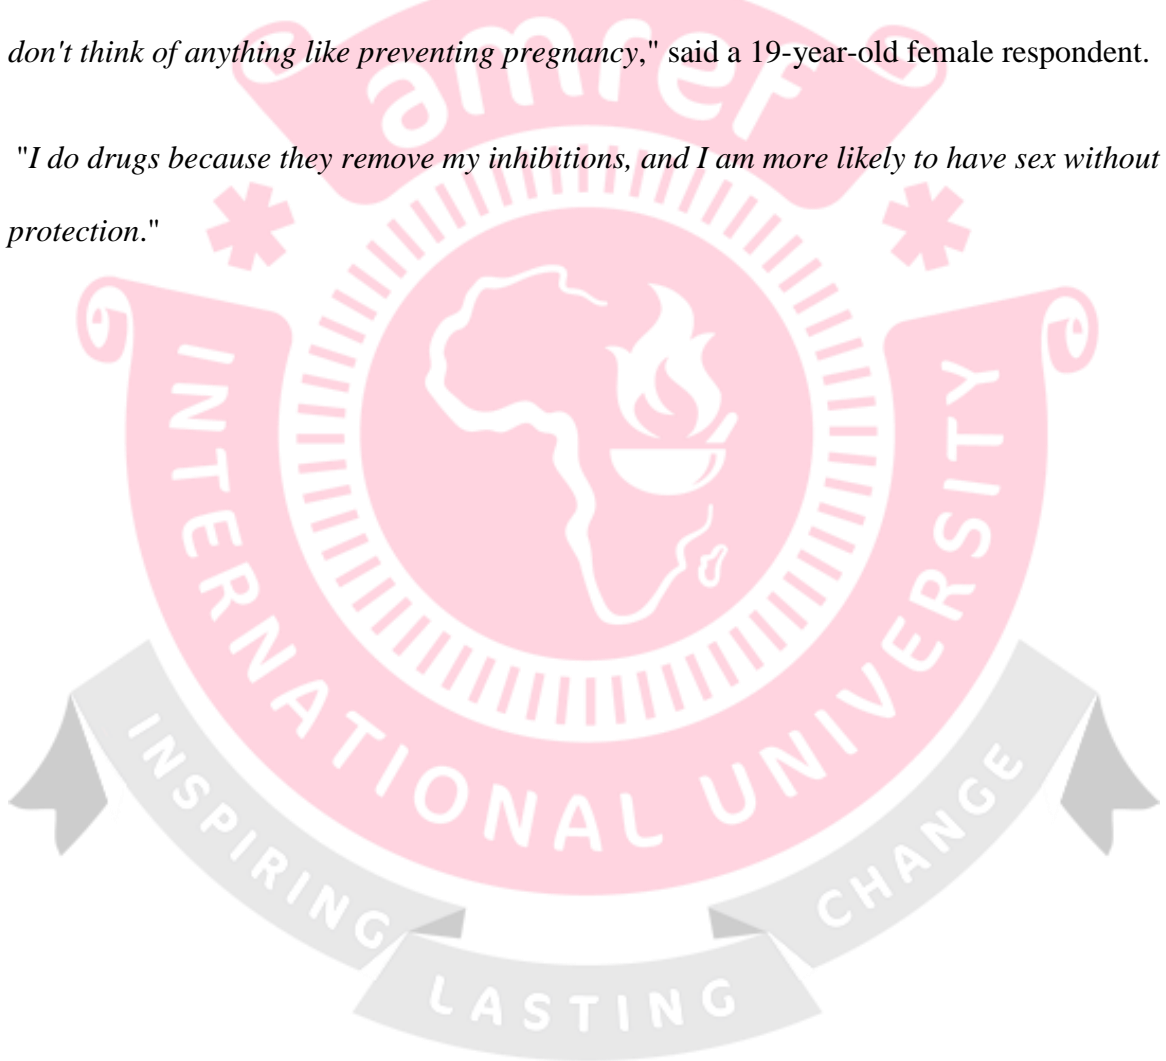 don't think of anything like preventing pregnancy," said a 19-year-old female respondent.
"I do drugs because they remove my inhibitions, and I am more likely to have sex without
protection."
amref
INTERNATIONAL UNIVERSITY
INSPIRING
LASTING
CHANGE